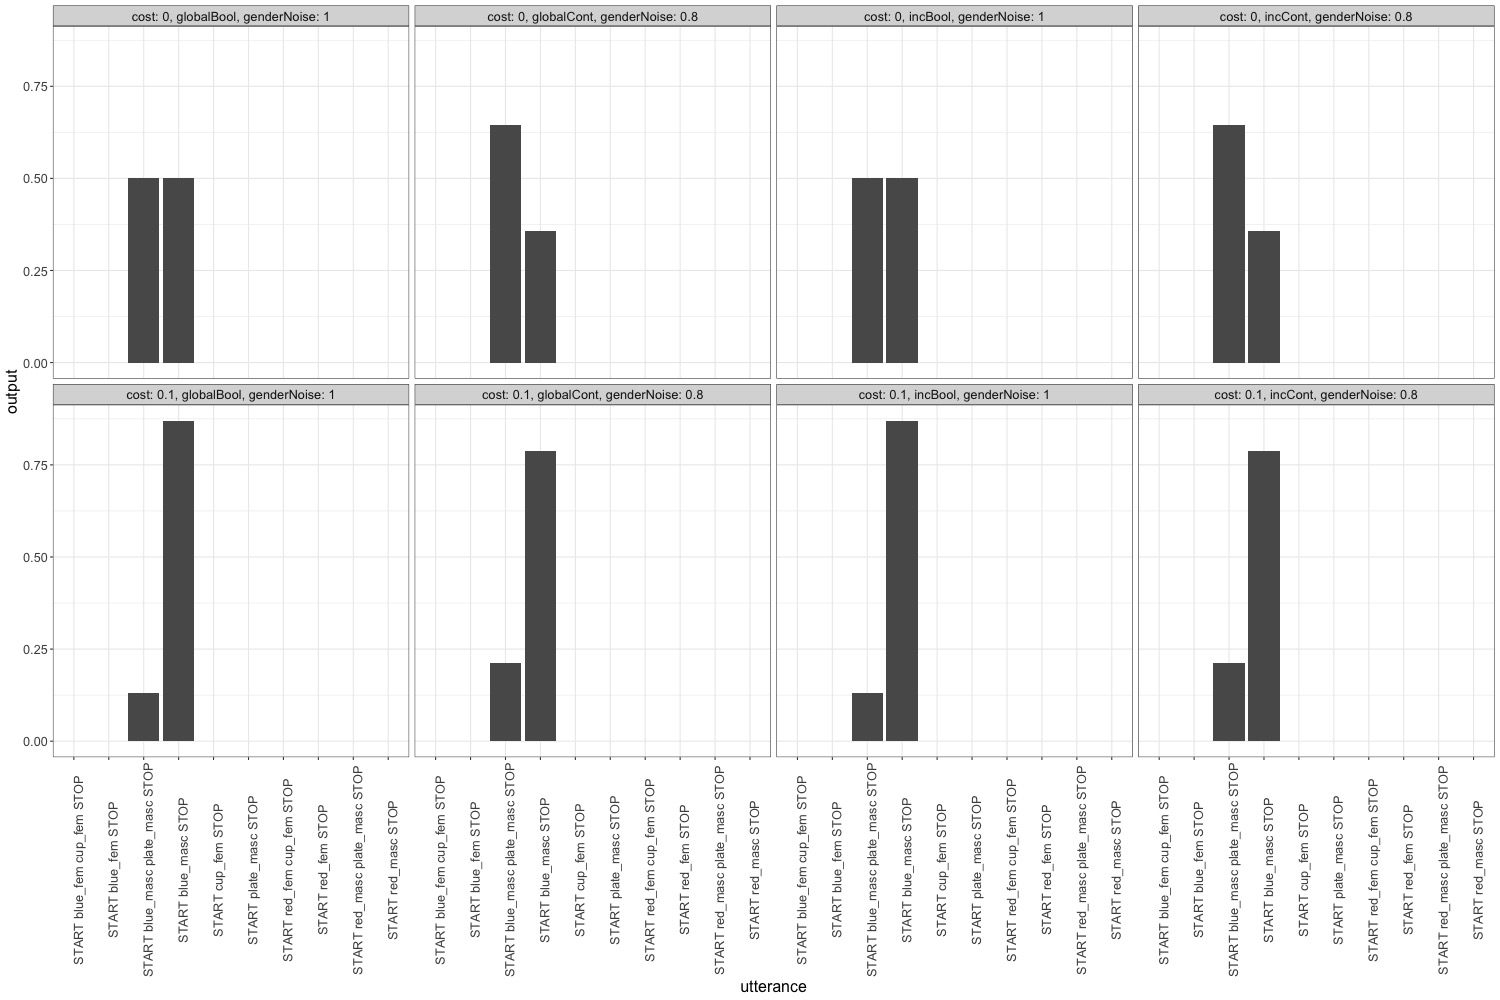 cost: 0, globalBool, genderNoise: 1
cost: 0, globalCont, genderNoise: 0.8
cost: 0, incBool, genderNoise: 1
cost: 0, incCont, genderNoise: 0.8
0.75
0.50
0.25
0.00
output
cost: 0.1, globalBool, genderNoise: 1
cost: 0.1, globalCont, genderNoise: 0.8
cost: 0.1, incBool, genderNoise: 1
cost: 0.1, incCont, genderNoise: 0.8
0.75
0.50
0.25
0.00
START blue_fem cup_fem STOP
START blue_fem STOP
START blue_masc plate_masc STOP
START blue_masc STOP
START cup_fem STOP
START plate_masc STOP
START red_fem cup_fem STOP
START red_fem STOP
START red_masc plate_masc STOP
START red_masc STOP
START blue_fem cup_fem STOP
START blue_fem STOP
START blue_masc plate_masc STOP
START blue_masc STOP
START cup_fem STOP
START plate_masc STOP
START red_fem cup_fem STOP
START red_fem STOP
START red_masc plate_masc STOP
START red_masc STOP
START blue_fem cup_fem STOP
START blue_fem STOP
START blue_masc plate_masc STOP
START blue_masc STOP
START cup_fem STOP
START plate_masc STOP
START red_fem cup_fem STOP
START red_fem STOP
START red_masc plate_masc STOP
START red_masc STOP
START blue_fem cup_fem STOP
START blue_fem STOP
START blue_masc plate_masc STOP
START blue_masc STOP
START cup_fem STOP
START plate_masc STOP
START red_fem cup_fem STOP
START red_fem STOP
START red_masc plate_masc STOP
START red_masc STOP
utterance